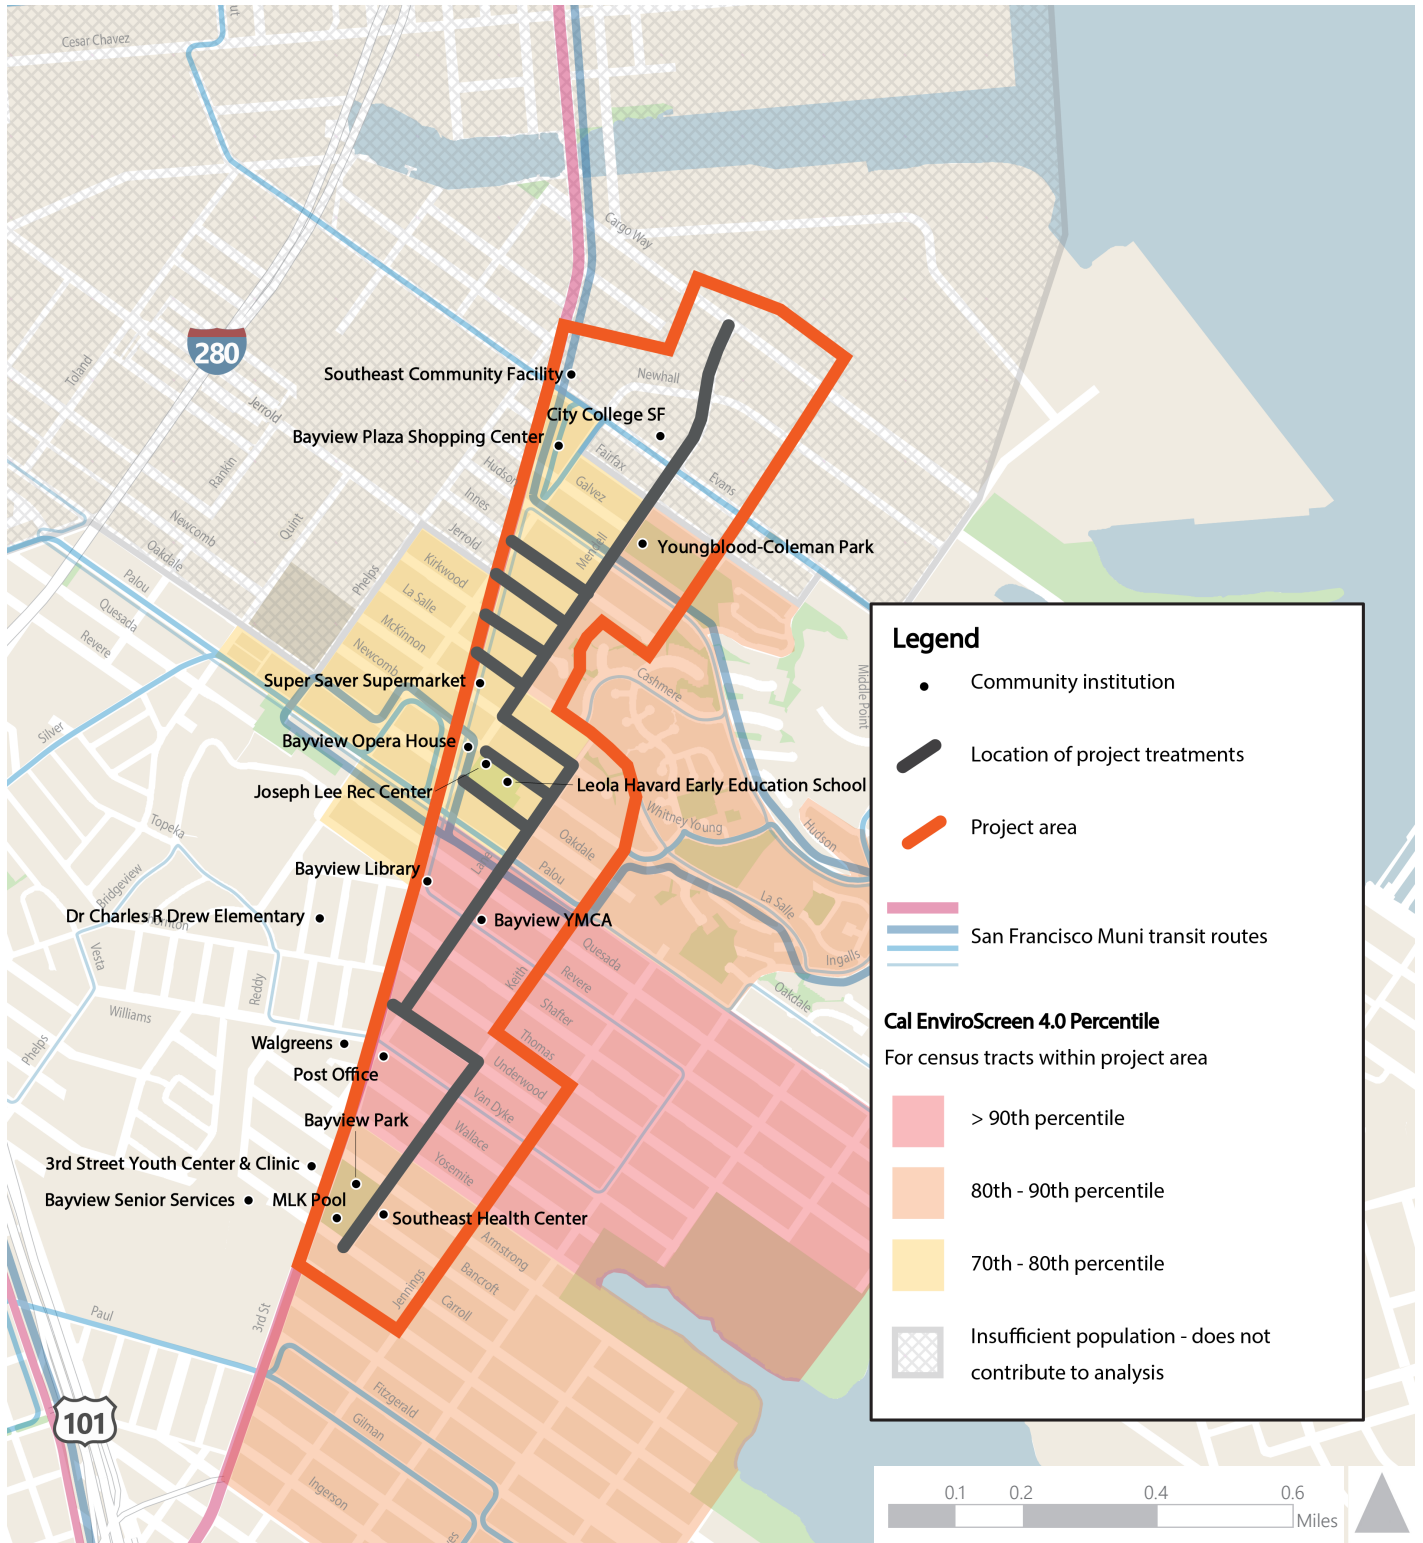 Cesar Chavez
Cargo Way
280
Toland
Southeast Community Facility
Newhall
Jerrold
City College SF
Bayview Plaza Shopping Center
Fairfax
Hudson
Rankin
Evans
Galvez
Innes
Newcomb
Quint
Jerrold
Mendell
Youngblood-Coleman Park
Oakdale
Kirkwood
Phelps
Palou
La Salle
Quesada
McKinnon
Revere
Newcomb
Super Saver Supermarket
Cashmere
Middle Point
Silver
Bayview Opera House
Joseph Lee Rec Center
Leola Havard Early Education School
Topeka
Whitney Young
Hudson
Oakdale
Bayview Library
Palou
Bridgeview
La Salle
Dr Charles R Drew Elementary
Thornton
Bayview YMCA
Vesta
Quesada
Ingalls
Keith
Revere
Reddy
Oakdale
Williams
Shafter
Phelps
Walgreens
Thomas
Post Office
Underwood
Van Dyke
Bayview Park
Wallace
3rd Street Youth Center & Clinic
Yosemite
Bayview Senior Services
MLK Pool
Southeast Health Center
Armstrong
Bancroft
Jennings
Carroll
Paul
3rd St
Fitzgerald
Gilman
101
Ingerson
Legend
Community institution
Location of project treatments
Project area
San Francisco Muni transit routes
Cal EnviroScreen 4.0 Percentile
For census tracts within project area
> 90th percentile
80th - 90th percentile
70th - 80th percentile
Insufficient population - does not
contribute to analysis
0.1 0.2 0.4 0.6
Miles